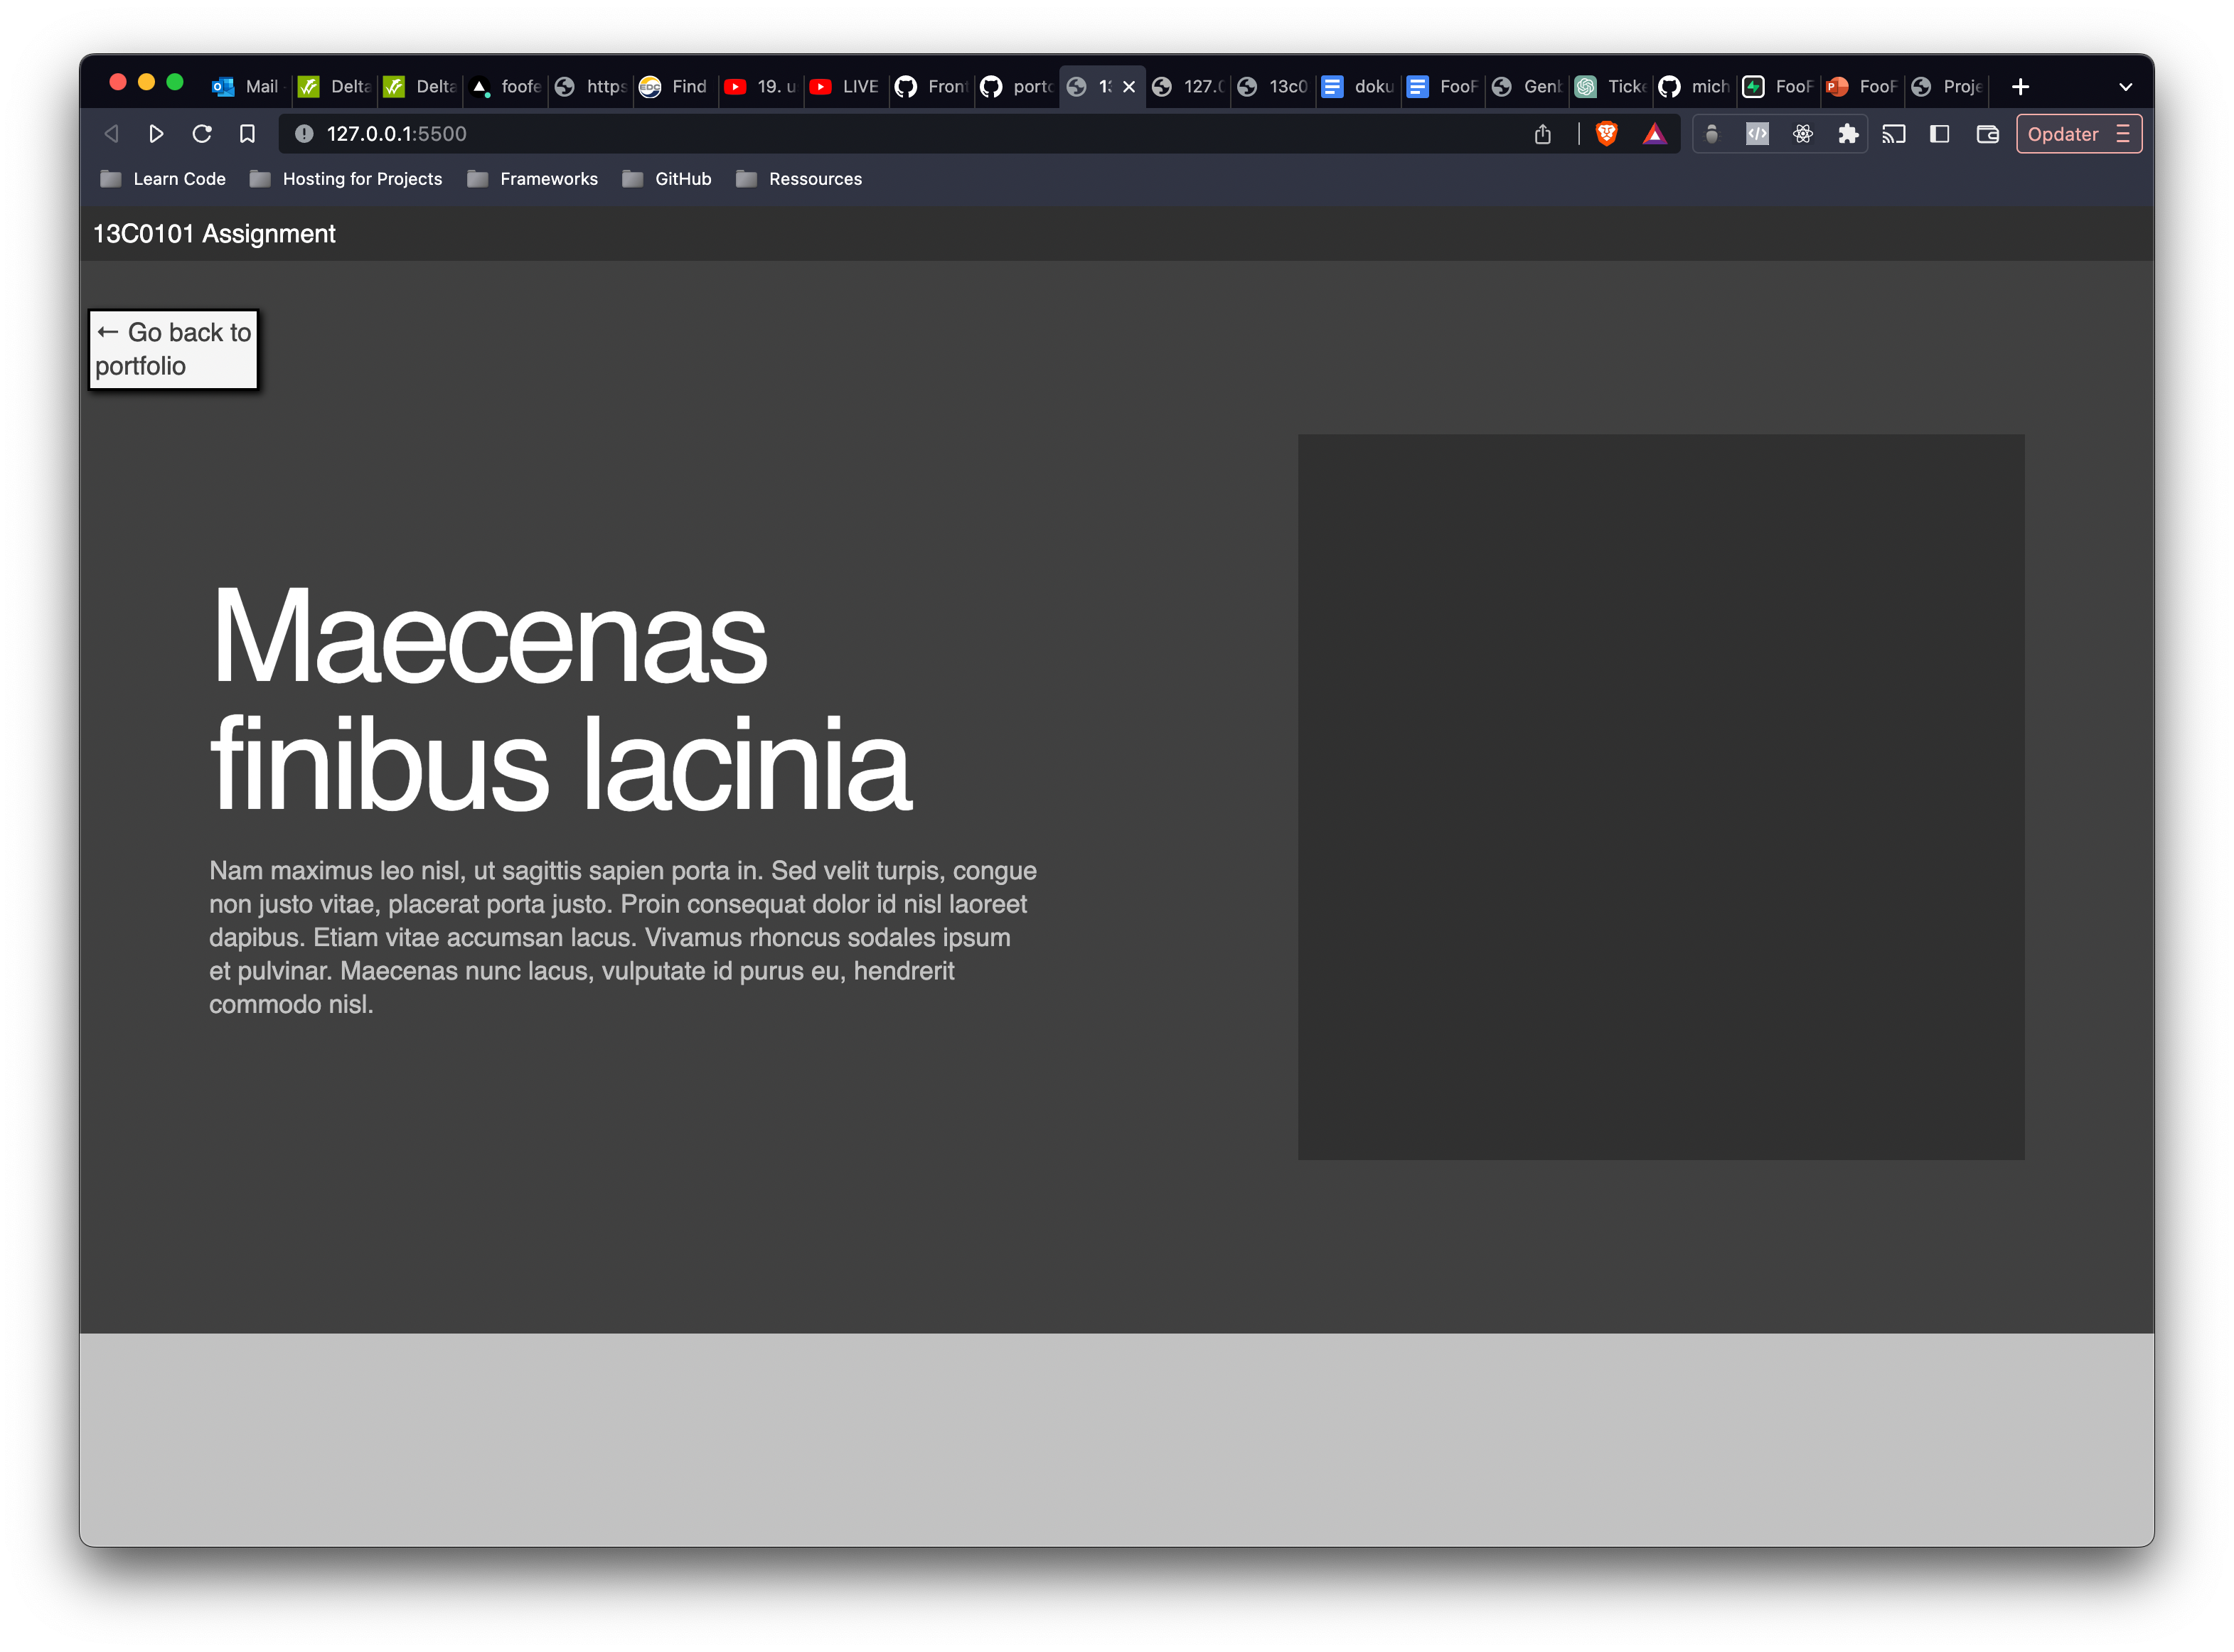 Mail Delta Delta foofe https Find 19. u LIVE Front porto 13 127.0 13c0 doku FooF Genb Ticke mich FooF FooF Proje
127.0.0.1:5500 Opdater
Learn Code Hosting for Projects Frameworks GitHub Ressources
13C0101 Assignment
← Go back to
portfolio
Maecenas
finibus lacinia
Nam maximus leo nisl, ut sagittis sapien porta in. Sed velit turpis, congue
non justo vitae, placerat porta justo. Proin consequat dolor id nisl laoreet
dapibus. Etiam vitae accumsan lacus. Vivamus rhoncus sodales ipsum
et pulvinar. Maecenas nunc lacus, vulputate id purus eu, hendrerit
commodo nisl.